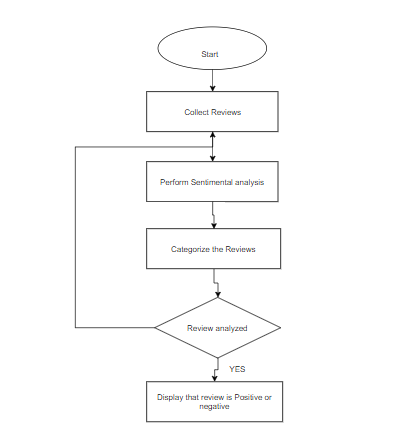 Start
Collect Reviews
Perform Sentimental analysis
Categorize the Reviews
Review analyzed
YES
Display that review is Positive or
negative